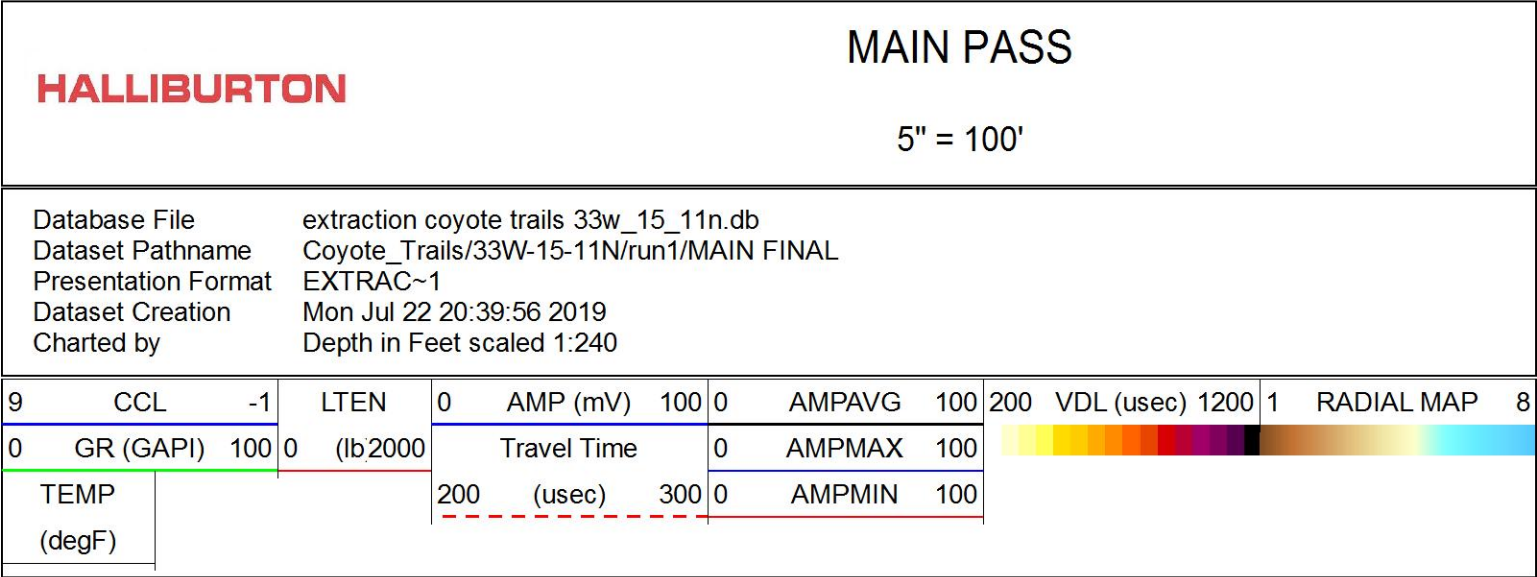 HALLIBURTON
MAIN PASS
5" = 100'
Database File extraction coyote trails 33w_15_11n.db
Dataset Pathname Coyote_Trails/33W-15-11N/run1/MAIN FINAL
Presentation Format EXTRAC~1
Dataset Creation Mon Jul 22 20:39:56 2019
Charted by Depth in Feet scaled 1:240
9 CCL -1 LTEN 0 AMP (mV) 100 0 AMPAVG 100 200 VDL (usec) 1200 1 RADIAL MAP 8
0 GR (GAPI) 100 0 (lb 2000 Travel Time 0 AMPMAX 100
TEMP 200 (usec) 300 0 AMPMIN 100
(degF)